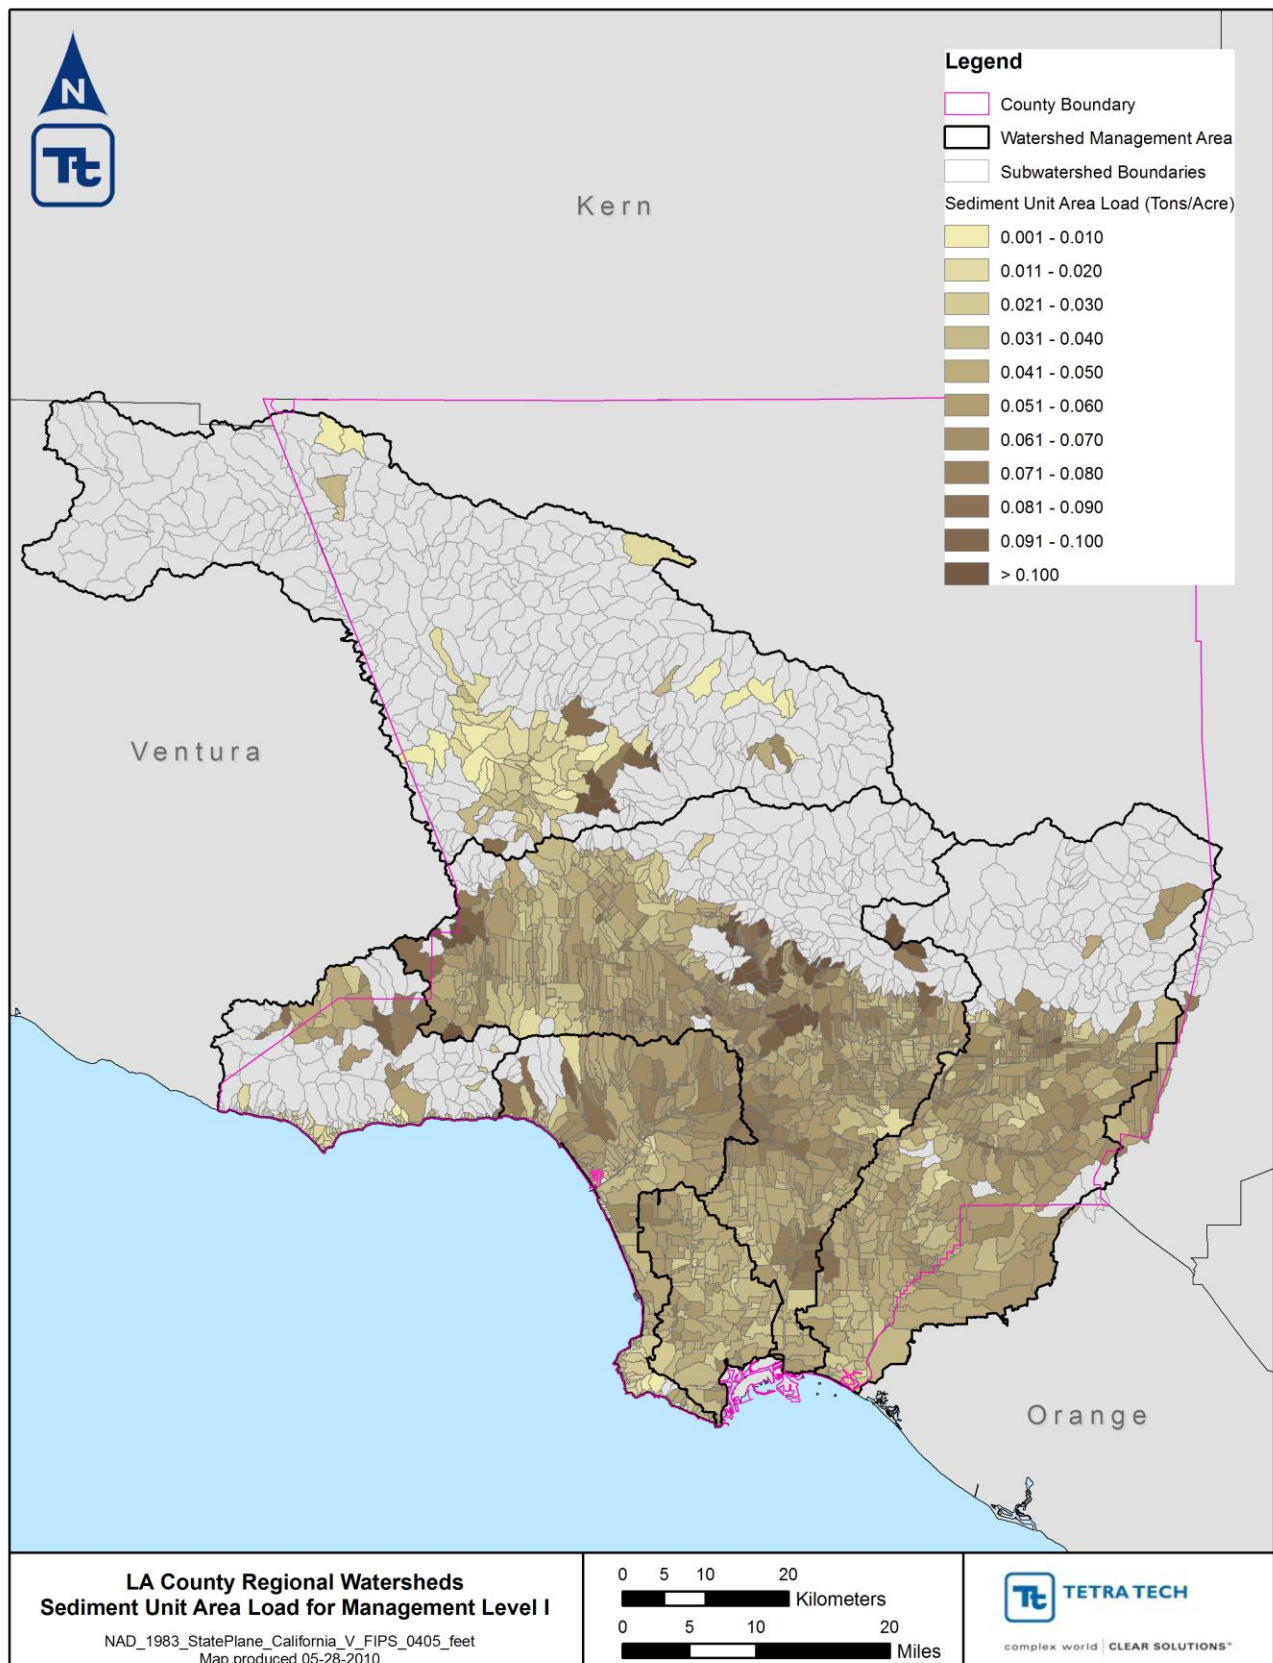 N
Tt
Legend
County Boundary
Watershed Management Area
Subwatershed Boundaries
Sediment Unit Area Load (Tons/Acre)
0.001 - 0.010
0.011 - 0.020
0.021 - 0.030
0.031 - 0.040
0.041 - 0.050
0.051 - 0.060
0.061 - 0.070
0.071 - 0.080
0.081 - 0.090
0.091 - 0.100
> 0.100
Kern
Ventura
Orange
LA County Regional Watersheds
Sediment Unit Area Load for Management Level I
NAD_1983_StatePlane_California_V_FIPS_0405_feet
Map produced 05-28-2010
0 5 10 20
Kilometers
0 5 10 20
Miles
Tt TETRA TECH
complex world | CLEAR SOLUTIONS™